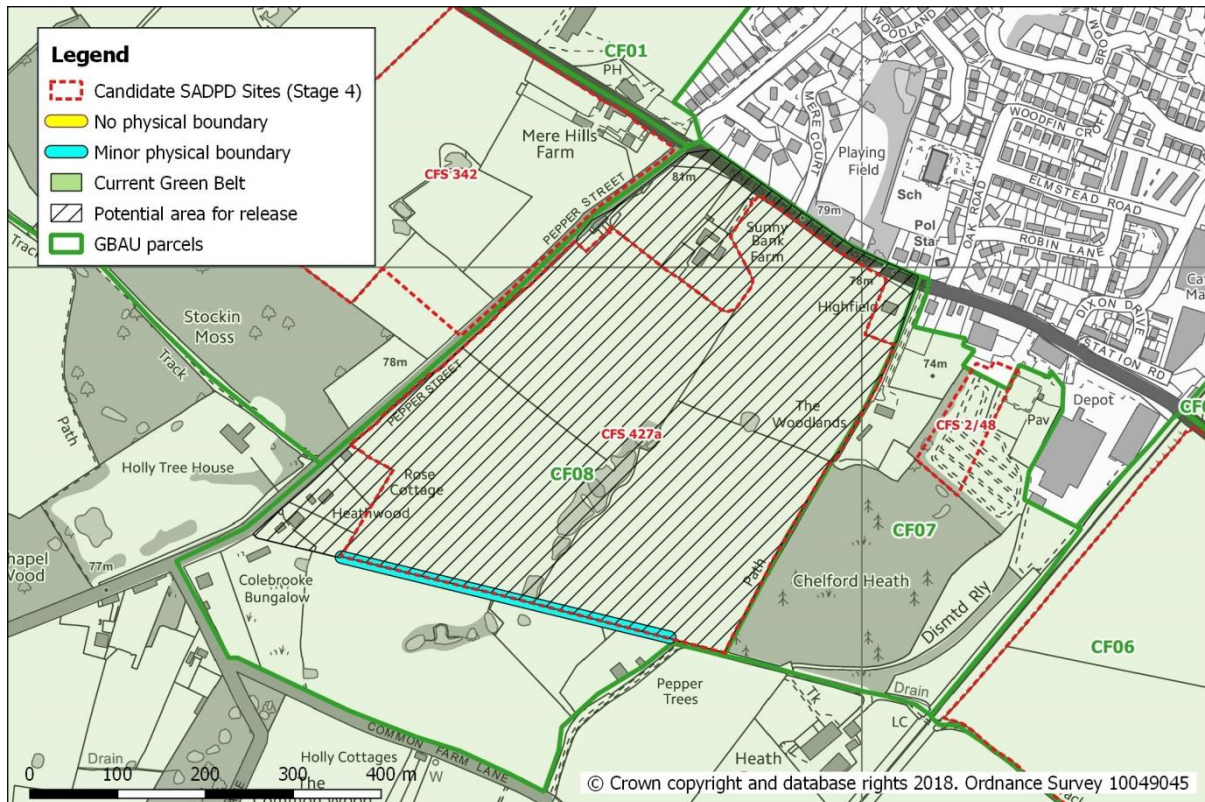 Legend
Candidate SADPD Sites (Stage 4)
No physical boundary
Minor physical boundary
Current Green Belt
Potential area for release
GBAU parcels
CF01
PH
Mere Hills
Farm
CFS 342
PEPPER STREET
81m
MERE COURT
WOODLAND
WOODFIN CROFT
Playing
Field
ELMSTEAD ROAD
Sch
OAK ROAD
Pol
Sta
ROBIN LANE
79m
Sunny
Bank
Farm
78m
Highfield
DIXON DRIVE
STATION RD
Track
Stockin
Moss
Track
78m
PEPPER STREET
Path
74m
The
Woodlands
CFS 2/48
Pav
Depot
CFS 427a
CF08
Holly Tree House
Rose
Cottage
Heathwood
CF07
77m
Colebrooke
Bungalow
Path
Chelford Heath
Dismtd Rly
CF06
Pepper
Trees
Drain
LC
COMMON FARM LANE
Holly Cottages
W
Heath
Drain
0 100 200 300 400 m
© Crown copyright and database rights 2018. Ordnance Survey 10049045